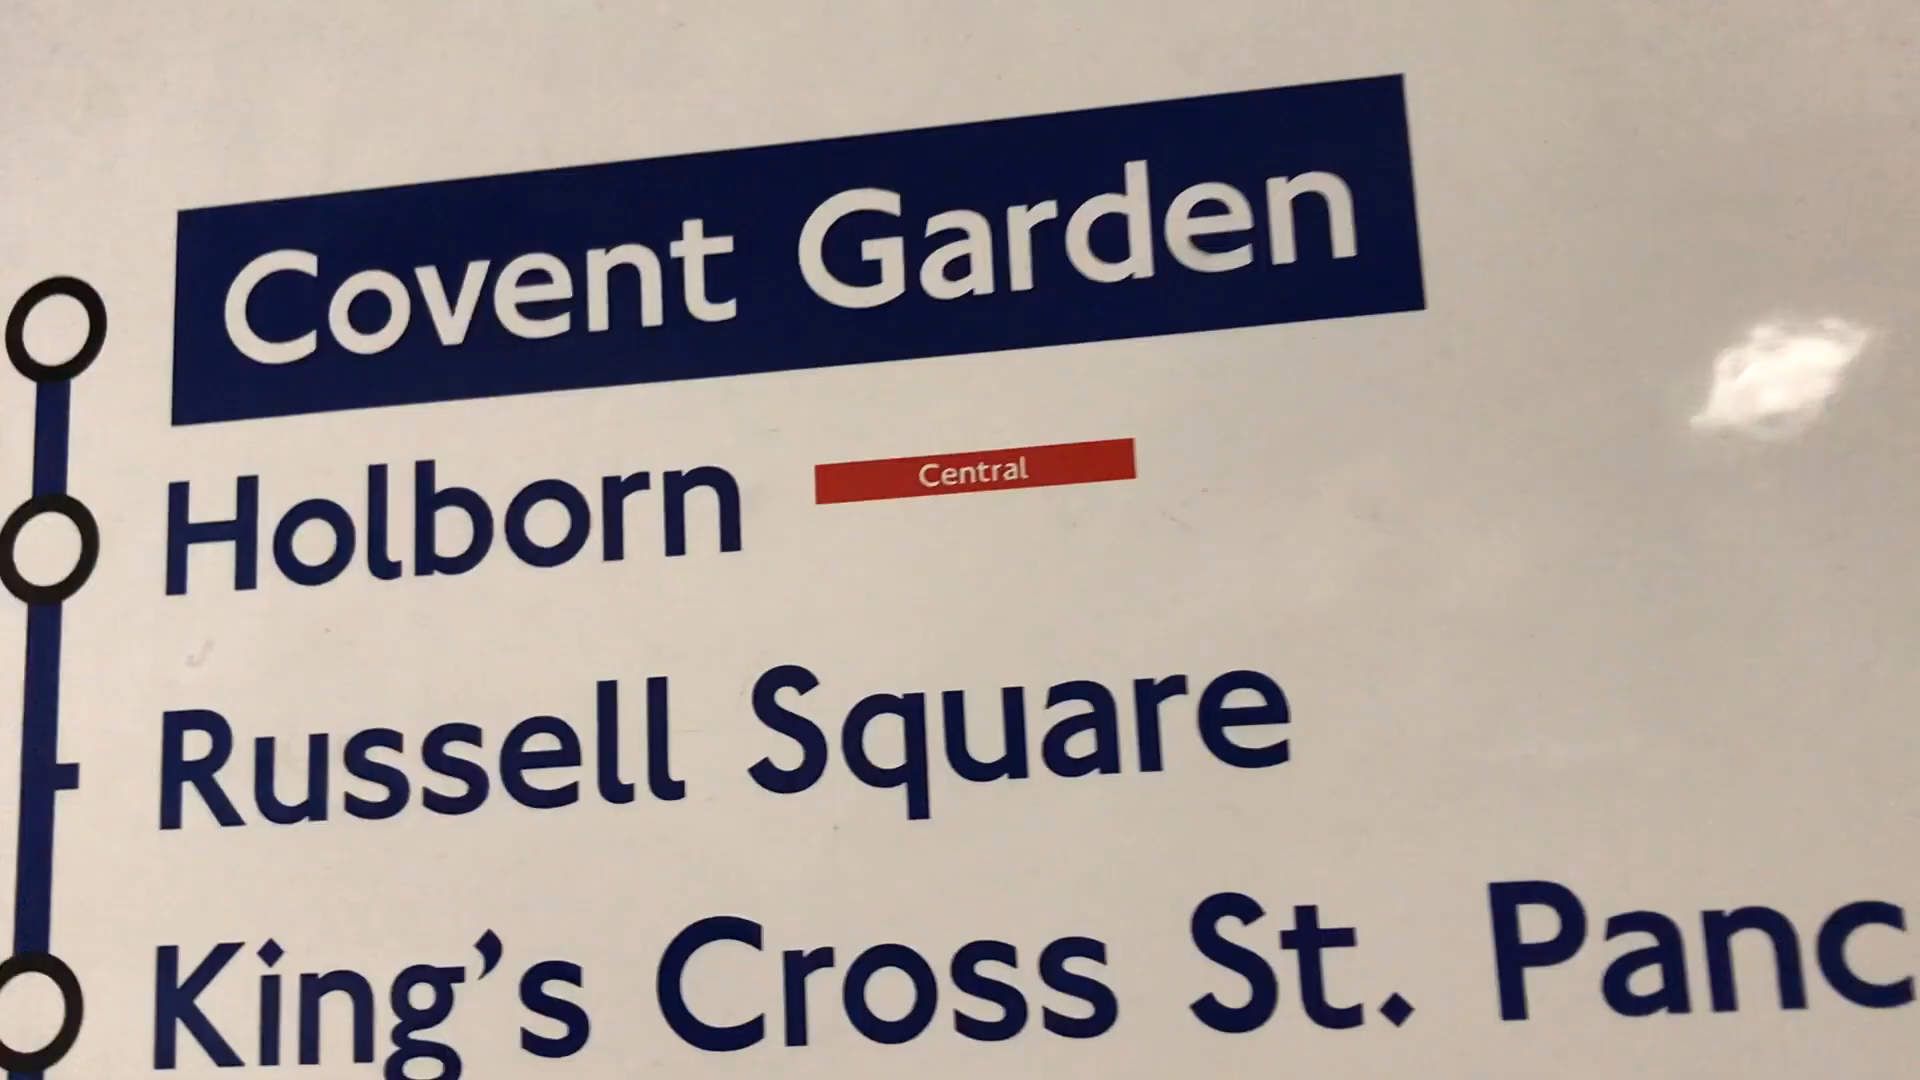 Covent Garden
Holborn Central
Russell Square
King's Cross St. Panc